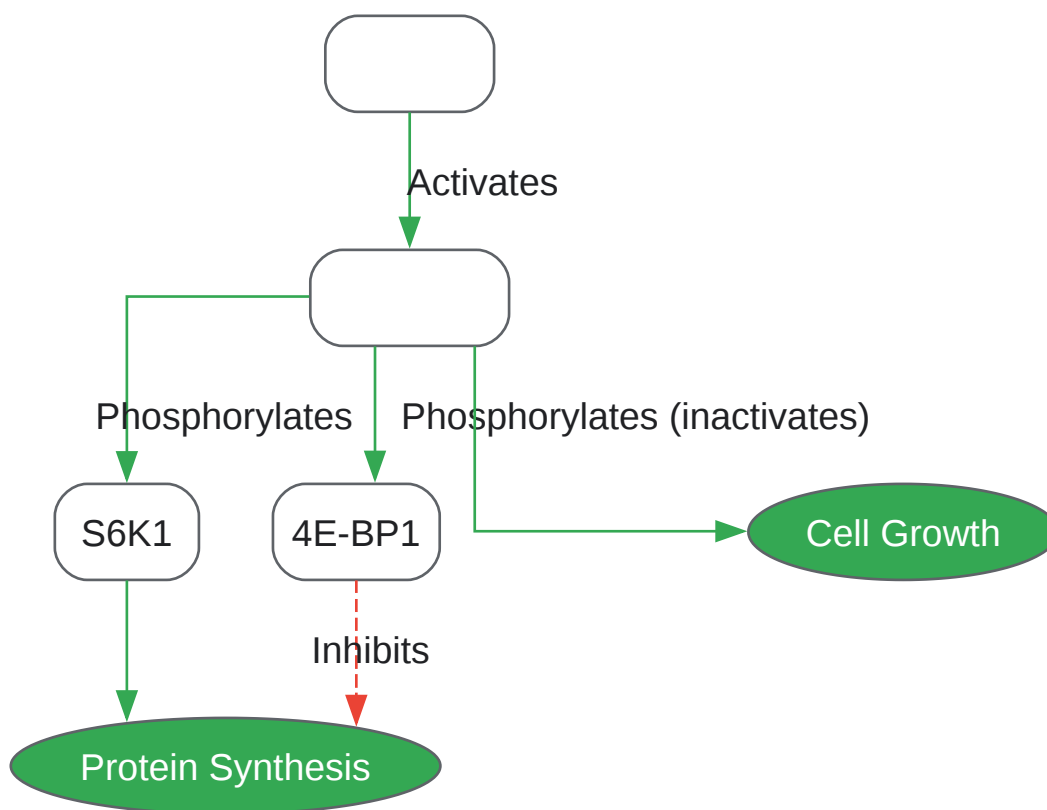 Activates
Phosphorylates
Phosphorylates (inactivates)
S6K1
4E-BP1
Cell Growth
Inhibits
Protein Synthesis